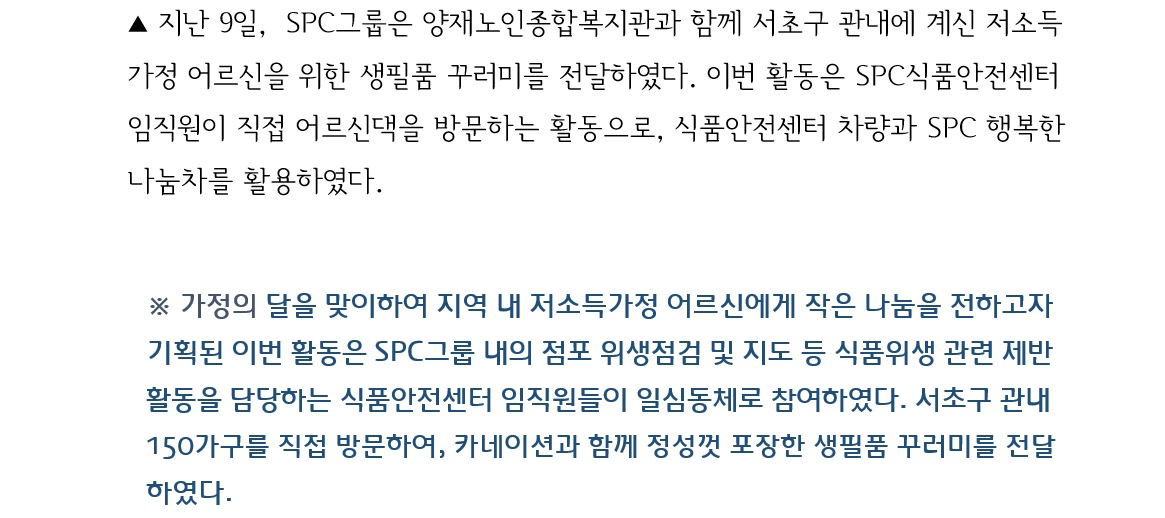 ▲ 지난 9일, SPC그룹은 양재노인종합복지관과 함께 서초구 관내에 계신 저소득
가정 어르신을 위한 생필품 꾸러미를 전달하였다. 이번 활동은 SPC식품안전센터
임직원이 직접 어르신댁을 방문하는 활동으로, 식품안전센터 차량과 SPC 행복한
나눔차를 활용하였다.
※ 가정의 달을 맞이하여 지역 내 저소득가정 어르신에게 작은 나눔을 전하고자
기획된 이번 활동은 SPC그룹 내의 점포 위생점검 및 지도 등 식품위생 관련 제반
활동을 담당하는 식품안전센터 임직원들이 일심동체로 참여하였다. 서초구 관내
150가구를 직접 방문하여, 카네이션과 함께 정성껏 포장한 생필품 꾸러미를 전달
하였다.